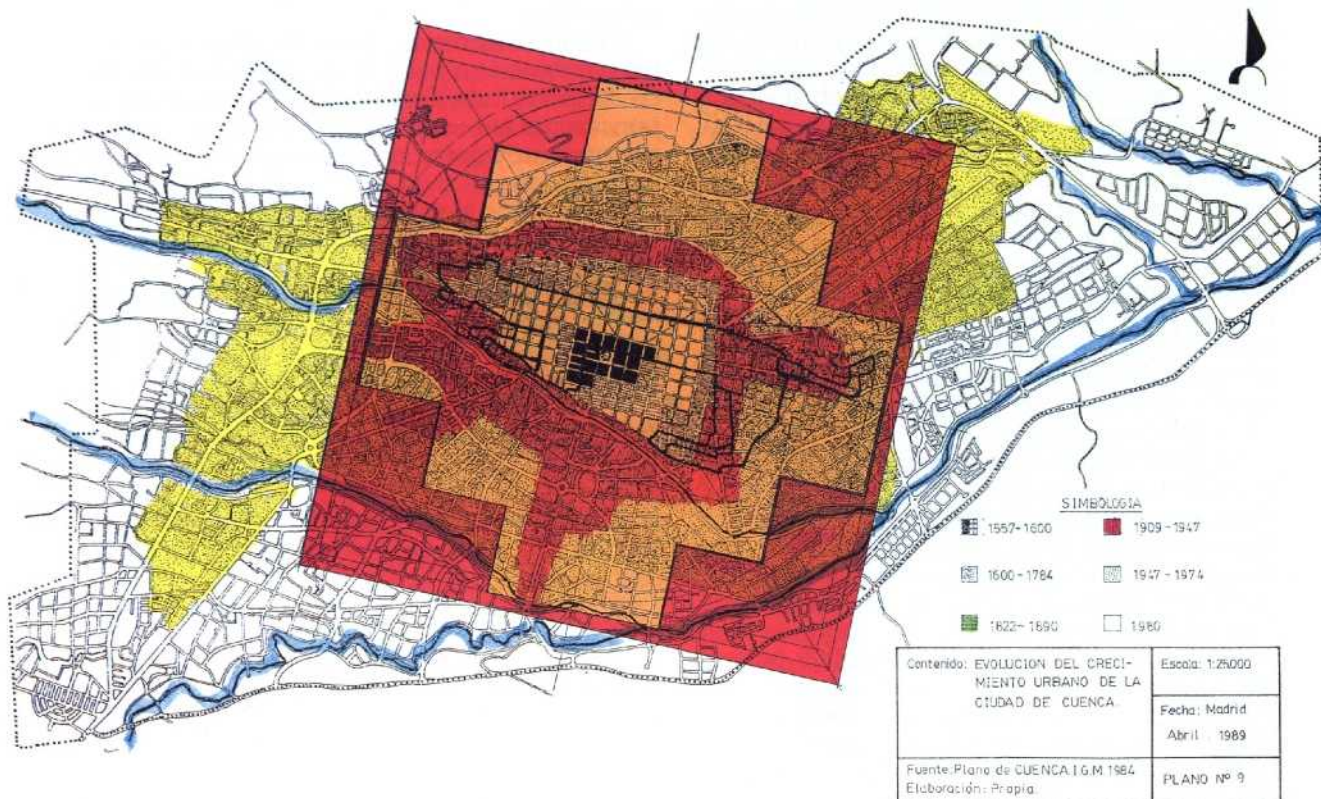 SIMBOLOGIA
1557-1600
1909-1947
1600-1784
1947-1974
1822-1890
1980
Contenido: EVOLUCION DEL CRECI-
MIENTO URBANO DE LA
CIUDAD DE CUENCA.
Escala: 1:25000
Fecha: Madrid
Abril . 1989
Fuente: Plano de CUENCA I.G.M. 1984
Elaboración: Propia.
PLANO Nº 9